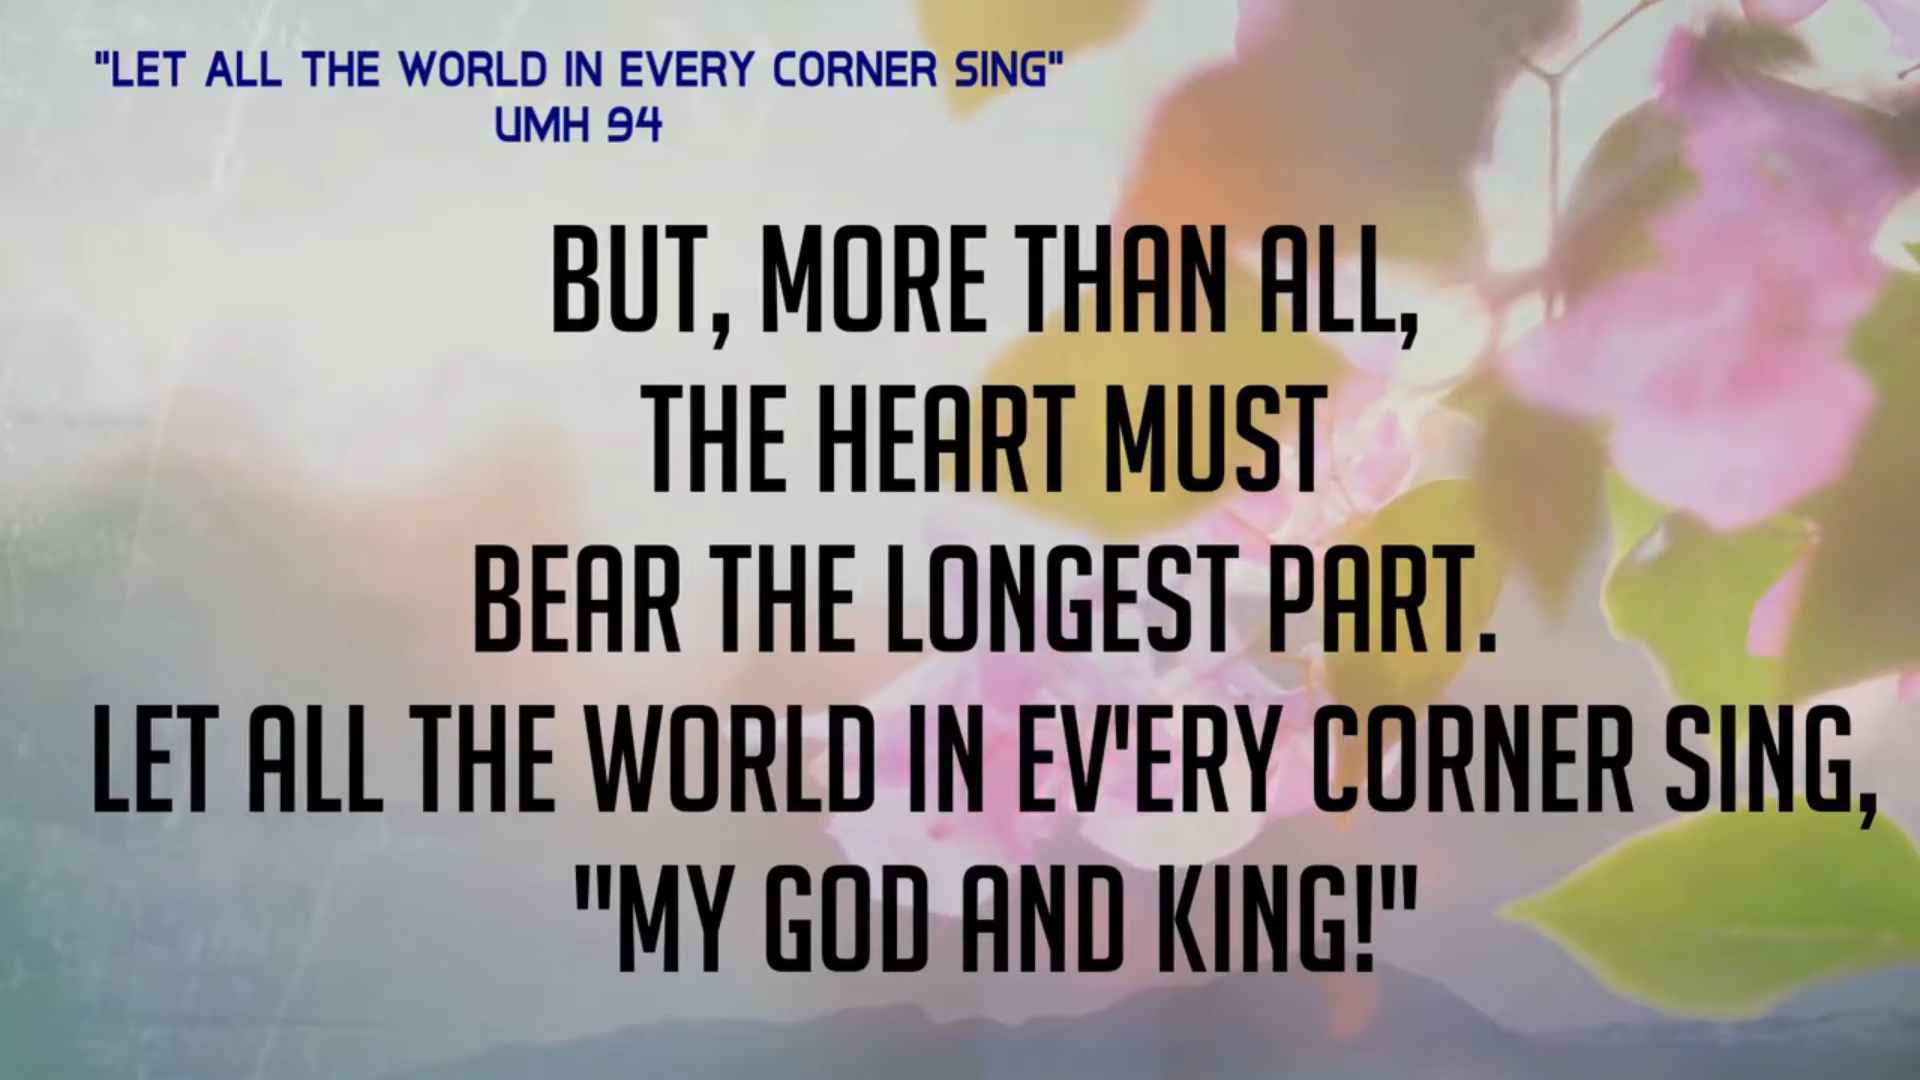 "LET ALL THE WORLD IN EVERY CORNER SING"
UMH 94
BUT, MORE THAN ALL,
THE HEART MUST
BEAR THE LONGEST PART.
LET ALL THE WORLD IN EV'ERY CORNER SING,
"MY GOD AND KING!"